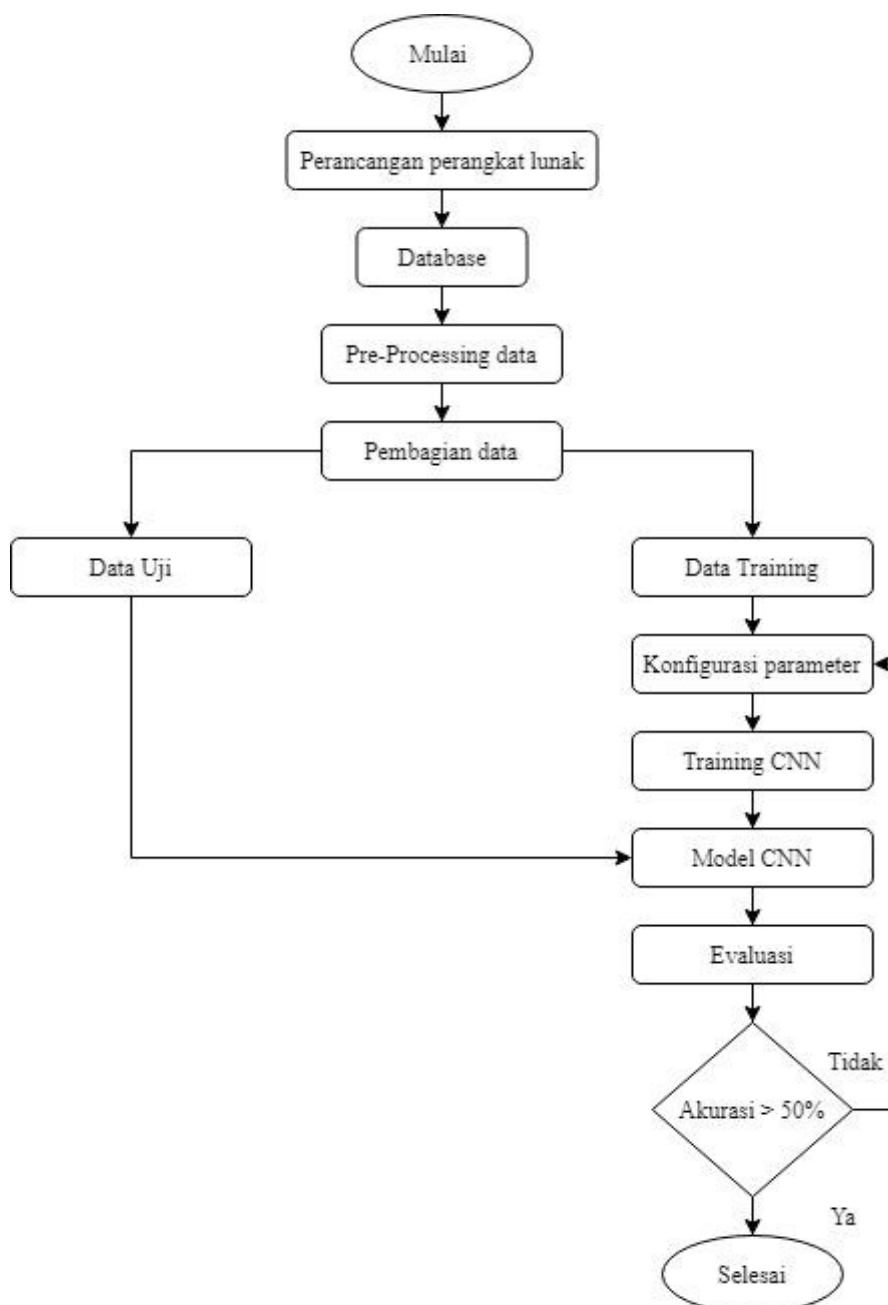 Mulai
Perancangan perangkat lunak
Database
Pre-Processing data
Pembagian data
Data Uji
Data Training
Konfigurasi parameter
Training CNN
Model CNN
Evaluasi
Tidak
Akurasi > 50%
Ya
Selesai